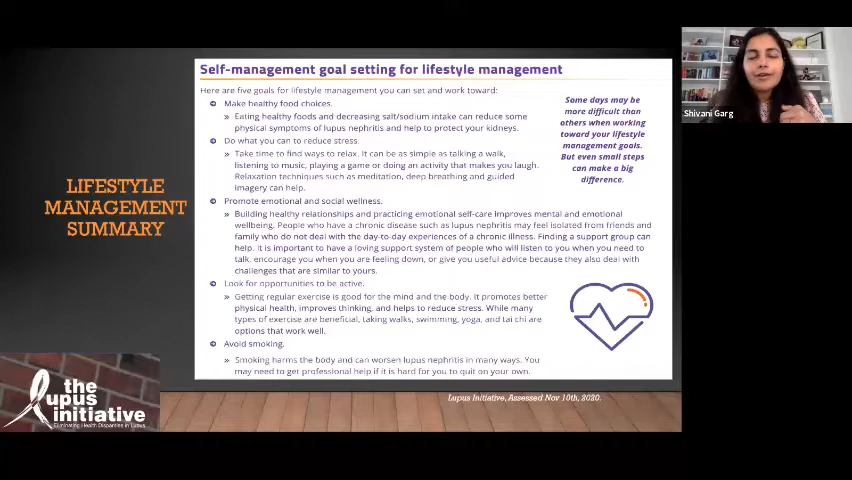 Self-management goal setting for lifestyle management
Here are five goals for lifestyle management you can set and work toward:
Make healthy food choices.
» Eating healthy foods and decreasing salt/sodium intake can reduce some
physical symptoms of lupus nephritis and help to protect your kidneys.
Do what you can to reduce stress.
» Take time to find ways to relax. It can be as simple as talking a walk,
listening to music, playing a game or doing an activity that makes you laugh.
Relaxation techniques such as meditation, deep breathing and guided
imagery can help.
Promote emotional and social wellness.
» Building healthy relationships and practicing emotional self-care improves mental and emotional
wellbeing. People who have a chronic disease such as lupus nephritis may feel isolated from friends and
family who do not deal with the day-to-day experiences of a chronic illness. Finding a support group can
help. It is important to have a loving support system of people who will listen to you when you need to
talk, encourage you when you are feeling down, or give you useful advice because they also deal with
challenges that are similar to yours.
Look for opportunities to be active.
» Getting regular exercise is good for the mind and the body. It promotes better
physical health, improves thinking, and helps to reduce stress. While many
types of exercise are beneficial, taking walks, swimming, yoga, and tai chi are
options that work well.
Avoid smoking.
» Smoking harms the body and can worsen lupus nephritis in many ways. You
may need to get professional help if it is hard for you to quit on your own.
Some days may be
more difficult than
others when working
toward your lifestyle
management goals.
But even small steps
can make a big
difference.
LIFESTYLE
MANAGEMENT
SUMMARY
Shivani Garg
the
lupus
initiative
Eliminating Health Disparities in Lupus
Lupus Initiative, Assessed Nov 10th, 2020.